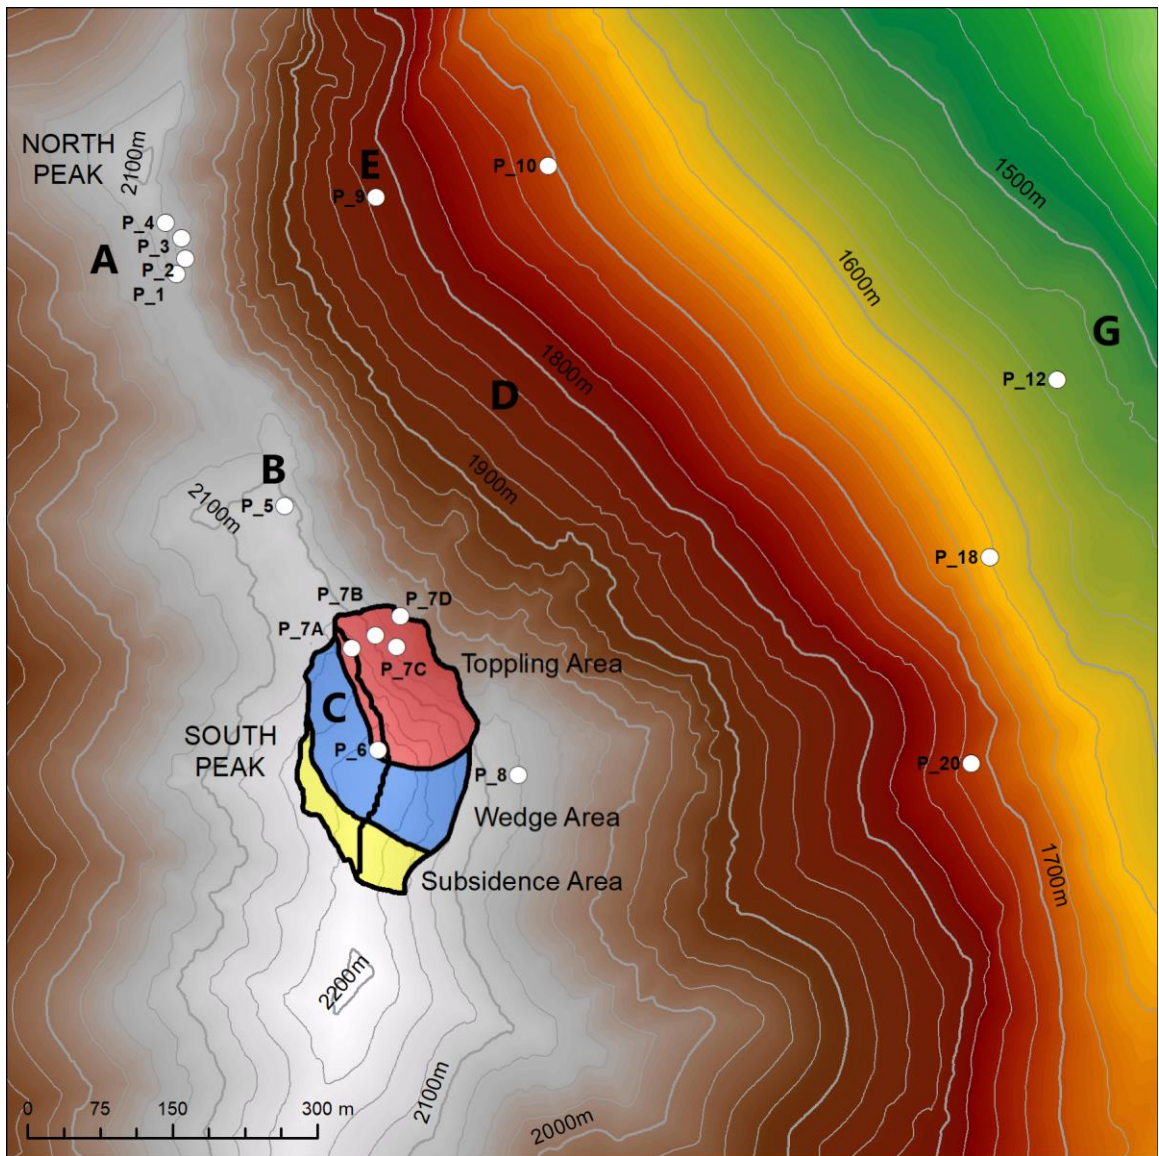 NORTH
PEAK
2100m
P_4
P_3
P_2
P_1
A
E
P_9
P_10
1500m
1600m
G
P_12
1800m
D
1900m
B
P_5
2100m
P_18
P_7B
P_7D
P_7A
P_7C
Toppling Area
C
SOUTH
PEAK
P_6
P_8
P_20
Wedge Area
1700m
Subsidence Area
2200m
2100m
2000m
0 75 150 300 m